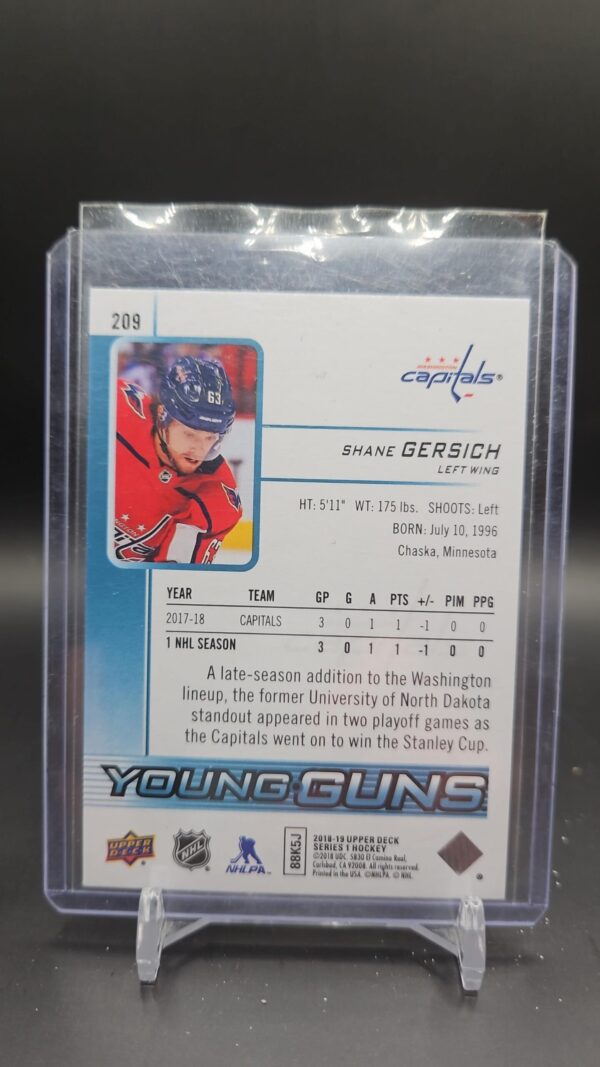 209
63
WASHINGTON
capitals®
SHANE GERSICH
LEFT WING
HT: 5'11" WT: 175 lbs. SHOOTS: Left
BORN: July 10, 1996
Chaska, Minnesota
YEAR TEAM GP G A PTS +/- PIM PPG
2017-18 CAPITALS 3 0 1 1 -1 0 0
1 NHL SEASON 3 0 1 1 -1 0 0
A late-season addition to the Washington
lineup, the former University of North Dakota
standout appeared in two playoff games as
the Capitals went on to win the Stanley Cup.
YOUNG GUNS
UPPER DECK
NHL
NHLPA
88K5J
2018-19 UPPER DECK
SERIES 1 HOCKEY
©2018 UDC. 5830 El Camino Real,
Carlsbad, CA 92008. All rights reserved.
Printed in the USA. ©NHLPA. © NHL.